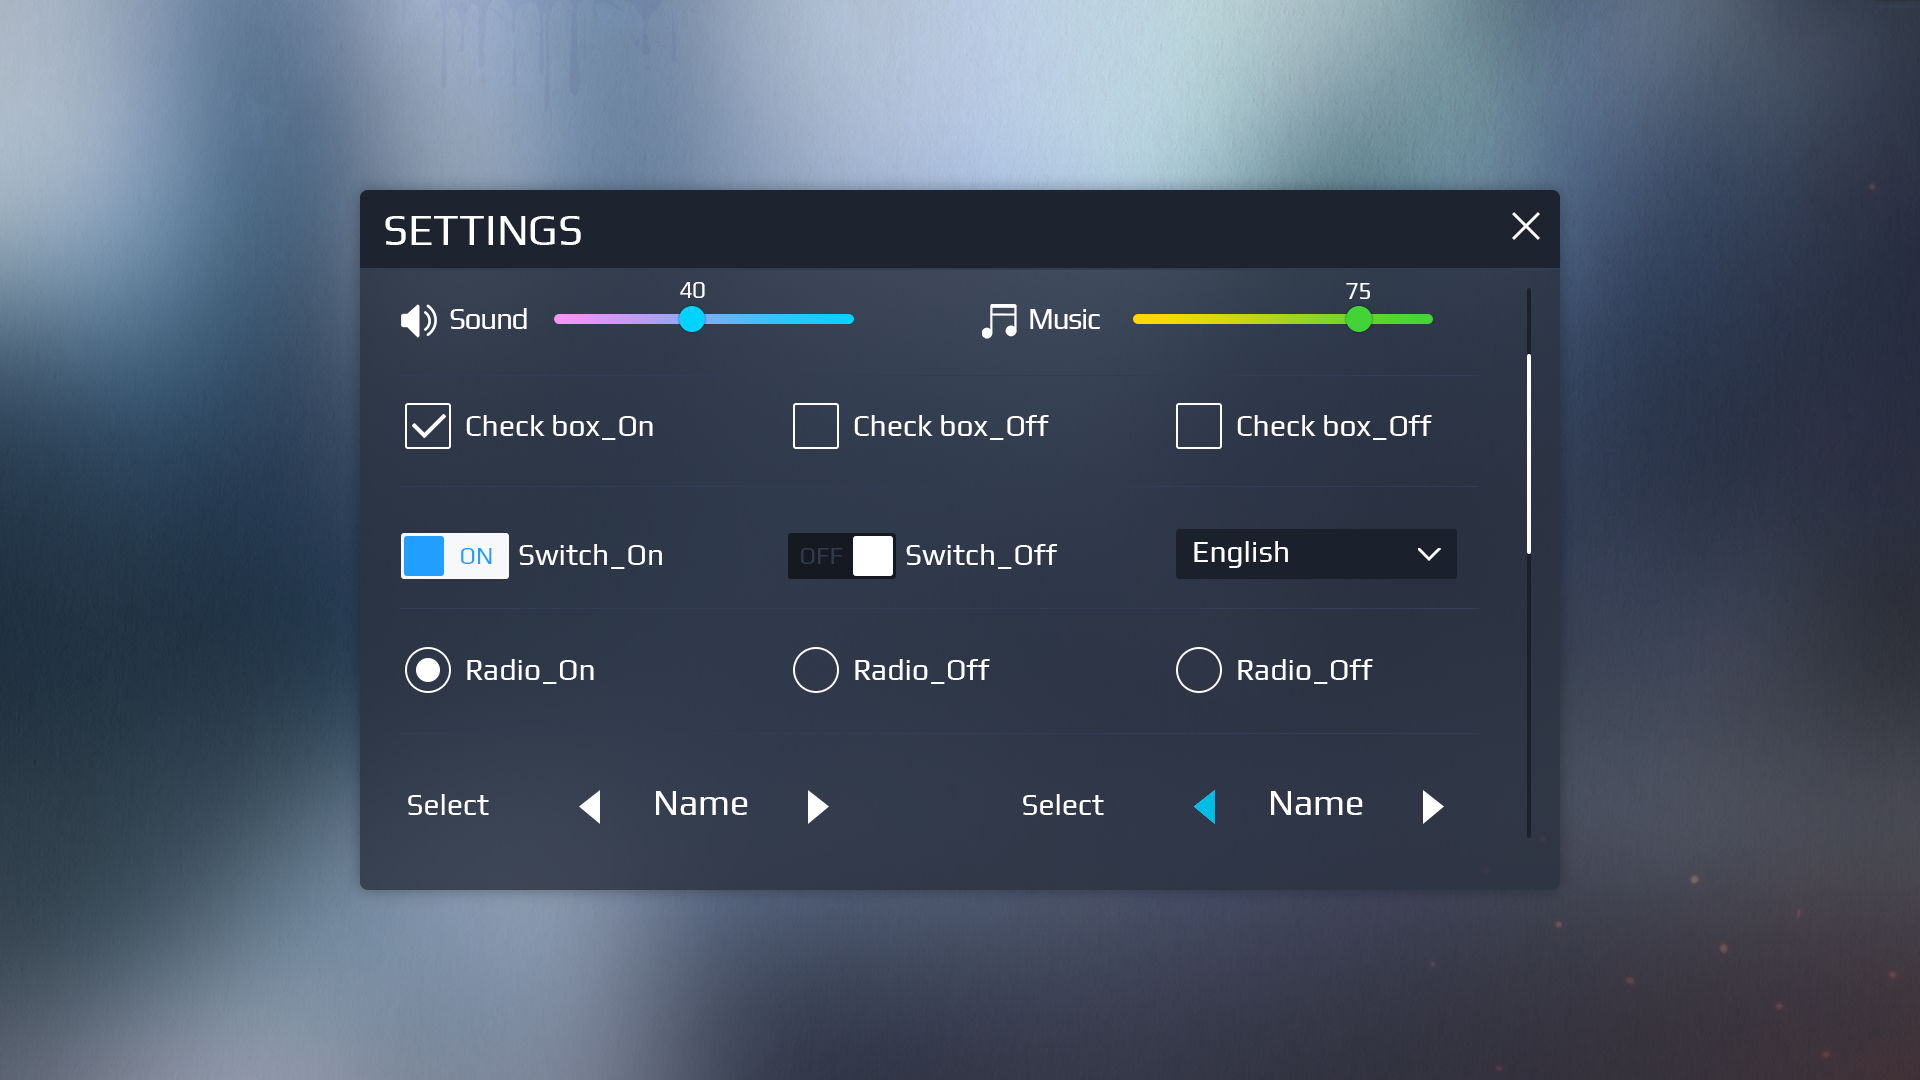 SETTINGS
40
75
Sound
Music
Check box_On
Check box_Off
Check box_Off
ON
Switch_On
OFF
Switch_Off
English
Radio_On
Radio_Off
Radio_Off
Select
Name
Select
Name